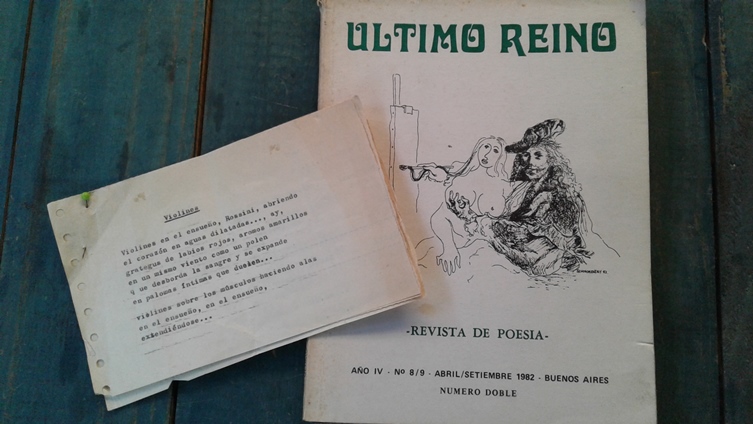 Violines
Violines en el ensueño, Rossini, abriendo
el corazón en aguas dilatadas..., ay,
gratagua de labios rojos, aromos amarillos
en un mismo viento como un polen
Y se desborda la sangre y se expande
en palomas íntimas que duelen...
violines sobre los músculos haciendo alas
en el ensueño, en el ensueño,
extendiéndose...
ULTIMO REINO
-REVISTA DE POESIA-
AÑO IV - Nº 8/9 - ABRIL/SETIEMBRE 1982 - BUENOS AIRES
NUMERO DOBLE